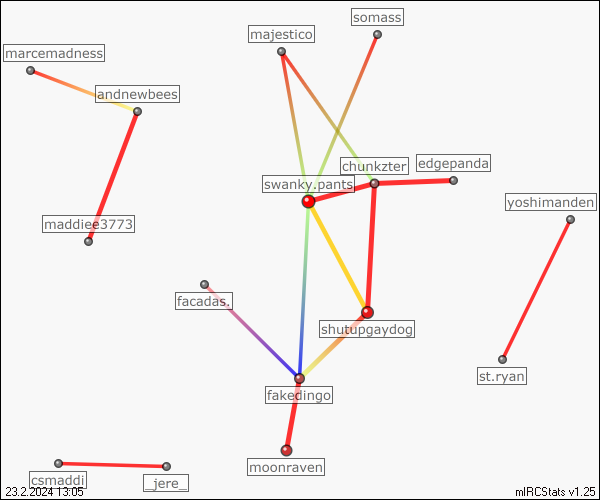 somass
majestico
marcemadness
andnewbees
edgepanda
chunkzter
swanky.pants
yoshimanden
maddiee3773
facadas.
shutupgaydog
st.ryan
fakedingo
moonraven
csmaddi
_jere_
23.2.2024 13:05
mIRCStats v1.25